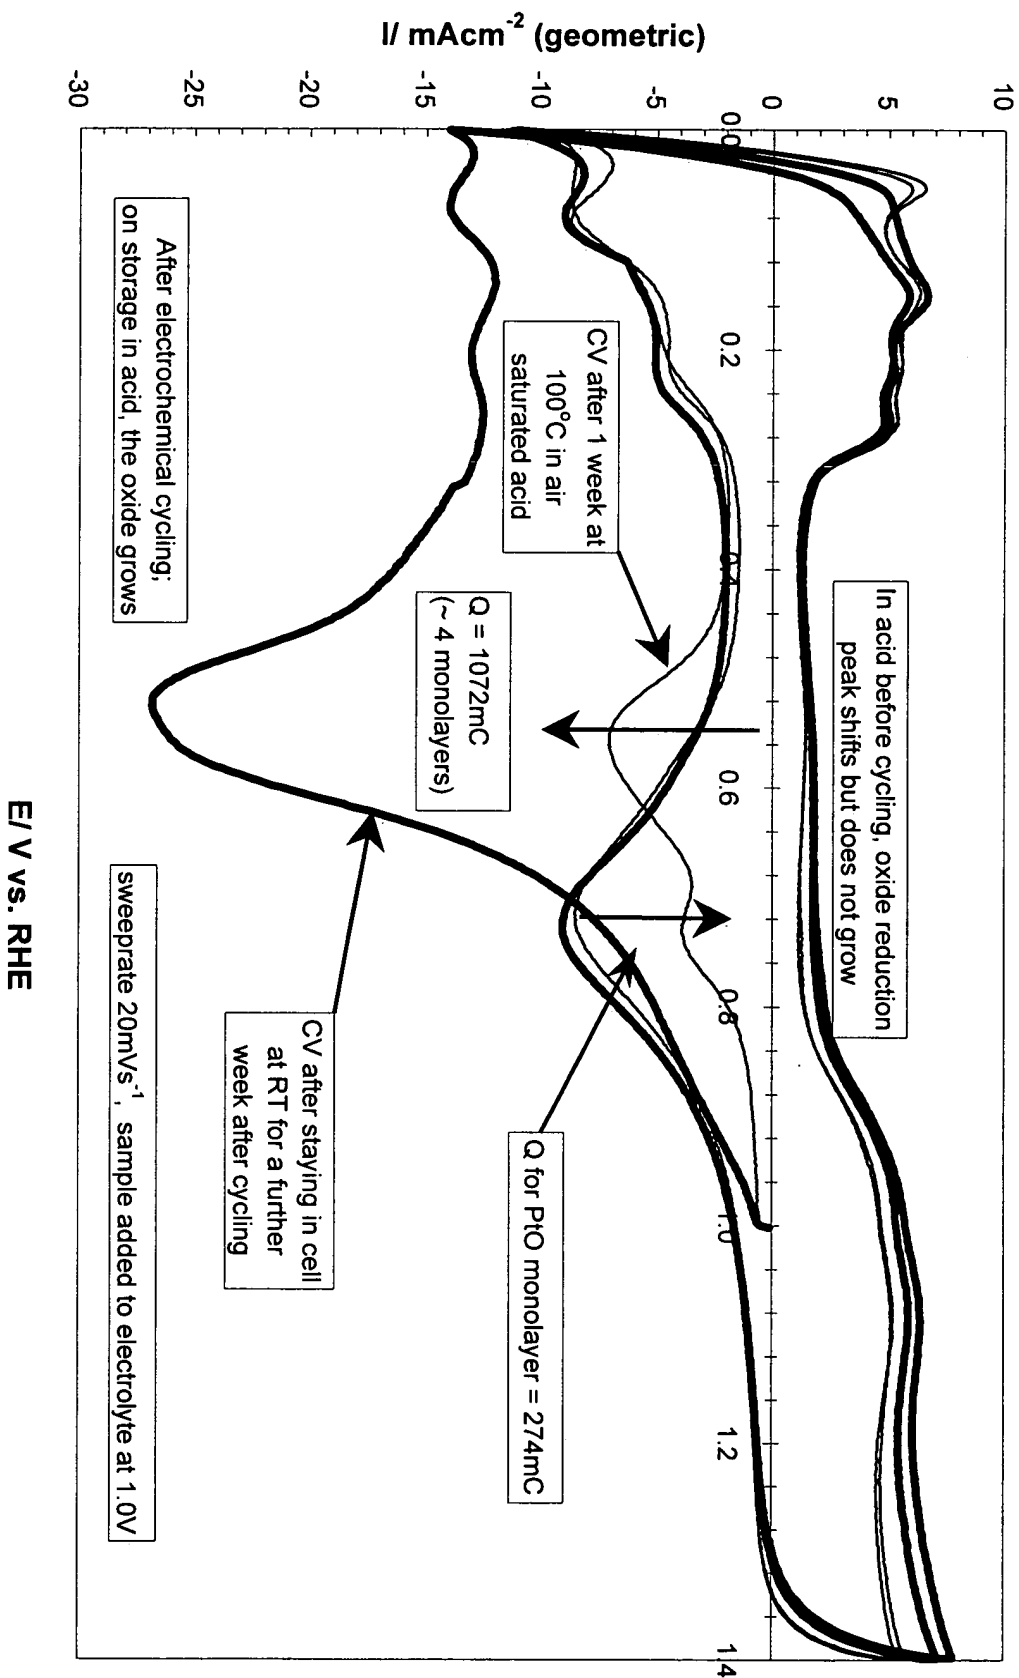 10
5
0
-5
-10
-15
-20
-25
-30
I/ mAcm-2 (geometric)
0.0
0.2
0.4
0.6
0.8
1.0
1.2
1.4
E/ V vs. RHE
In acid before cycling, oxide reduction
peak shifts but does not grow
CV after 1 week at
100°C in air
saturated acid
Q = 1072mC
(~ 4 monolayers)
Q for PtO monolayer = 274mC
CV after staying in cell
at RT for a further
week after cycling
After electrochemical cycling;
on storage in acid, the oxide grows
sweeprate 20mVs-1, sample added to electrolyte at 1.0V